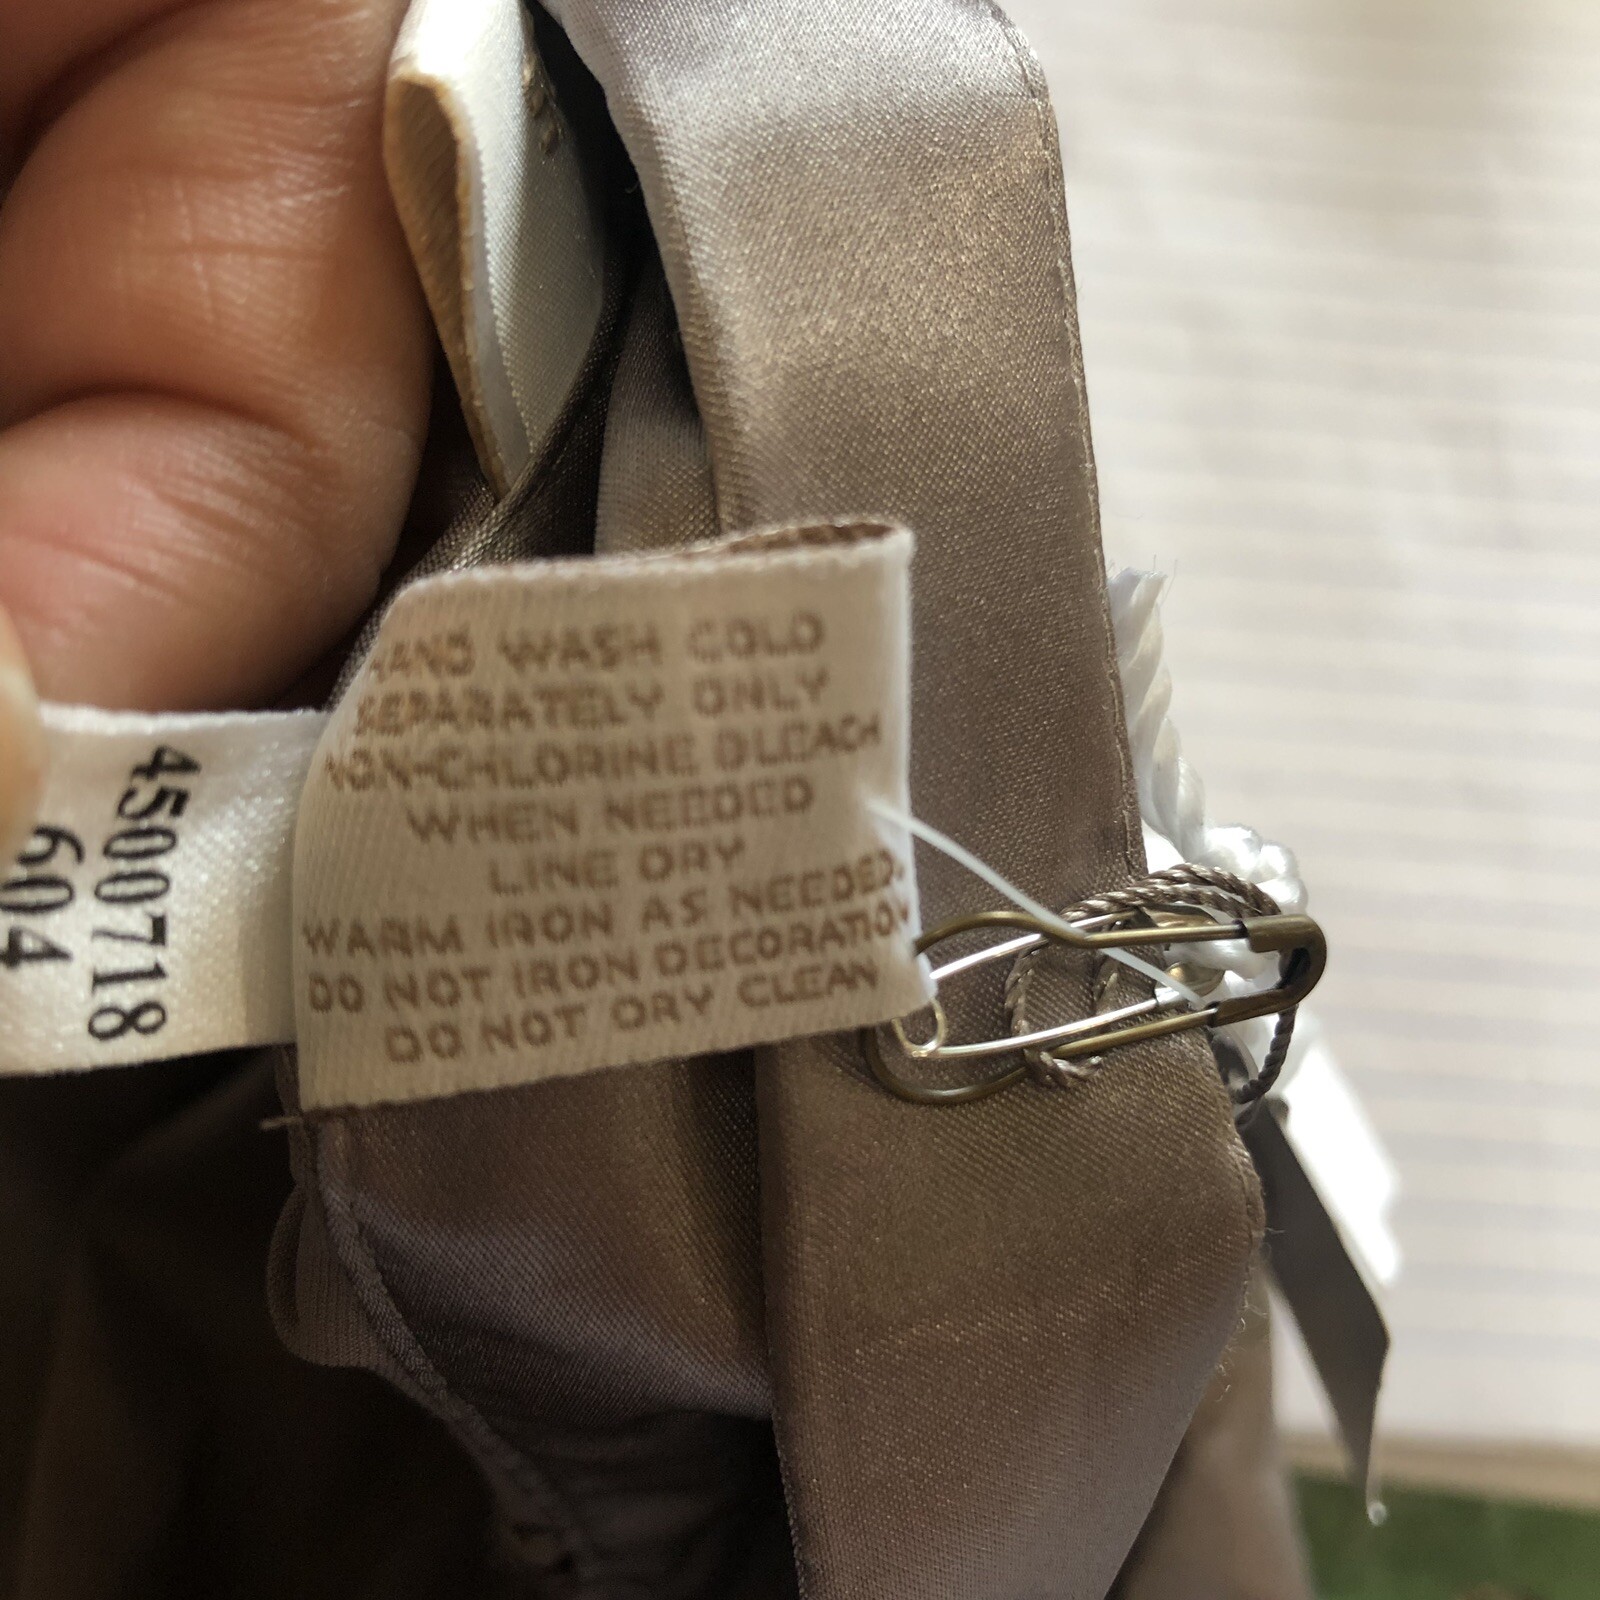 HAND WASH COLD
SEPARATELY ONLY
NON-CHLORINE BLEACH
WHEN NEEDED
LINE DRY
WARM IRON AS NEEDED.
DO NOT IRON DECORATION
DO NOT DRY CLEAN
4500718
604